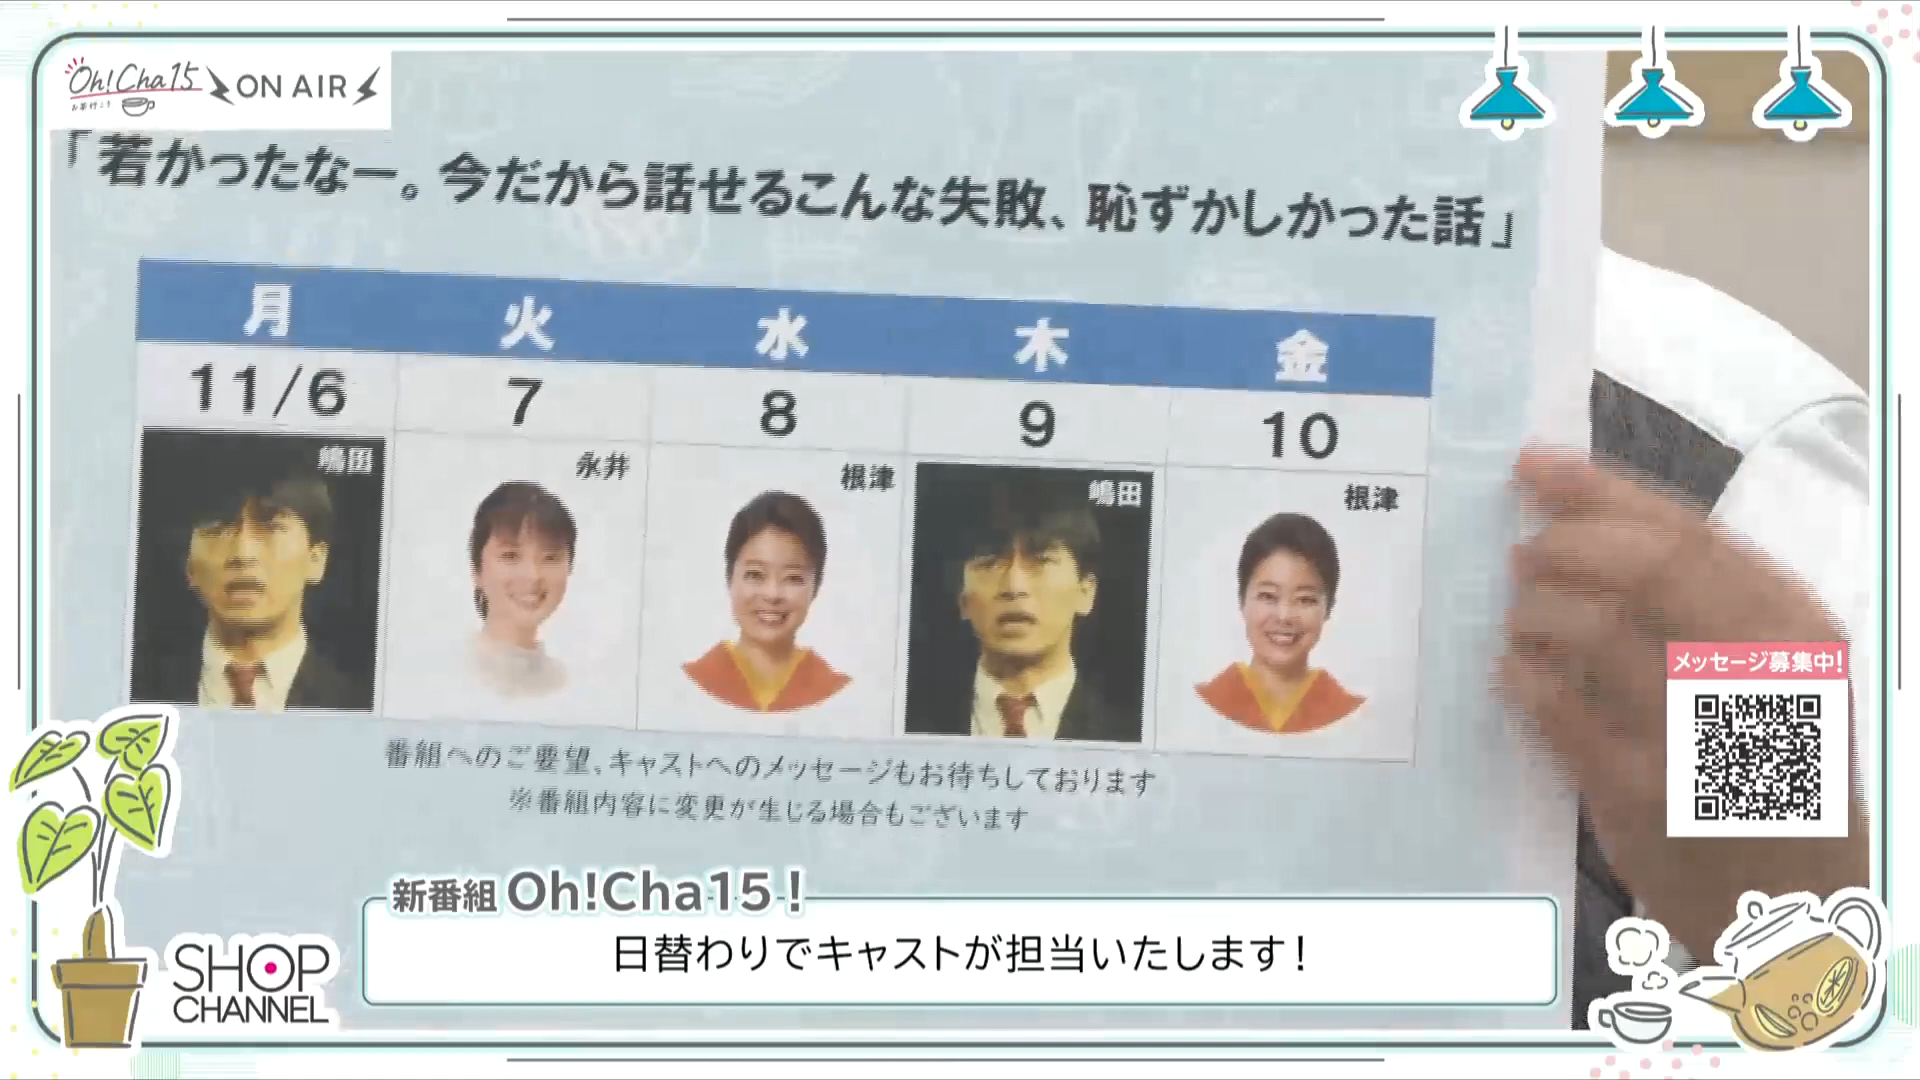 Oh!Cha15
お茶行こう
ON AIR
「若かったなー。今だから話せるこんな失敗、恥ずかしかった話」
月 火 水 木 金
11/6 7 8 9 10
嶋田 永井 根津 嶋田 根津
番組へのご要望、キャストへのメッセージもお待ちしております
※番組内容に変更が生じる場合もございます
メッセージ募集中!
新番組 Oh!Cha15!
日替わりでキャストが担当いたします!
SHOP
CHANNEL